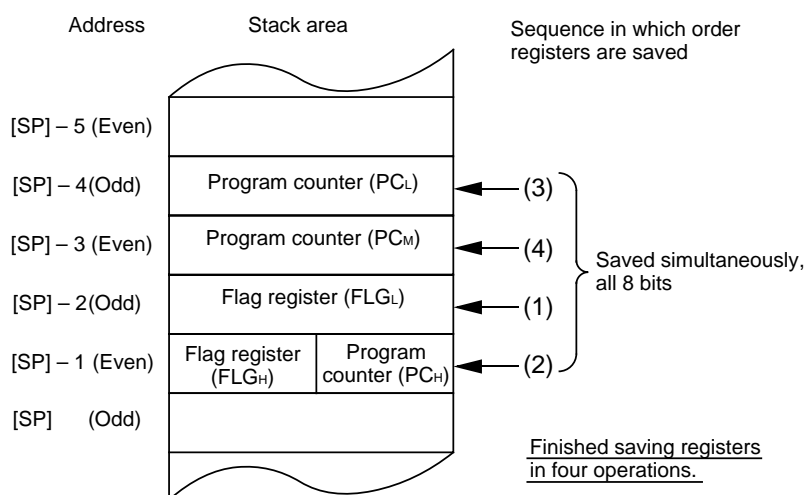 Address
Stack area
Sequence in which order
registers are saved
[SP] – 5 (Even)
[SP] – 4(Odd)
Program counter (PCL)
(3)
[SP] – 3 (Even)
Program counter (PCM)
(4)
Saved simultaneously,
all 8 bits
[SP] – 2(Odd)
Flag register (FLGL)
(1)
[SP] – 1 (Even)
Flag register
(FLGH)
Program
counter (PCH)
(2)
[SP] (Odd)
Finished saving registers
in four operations.